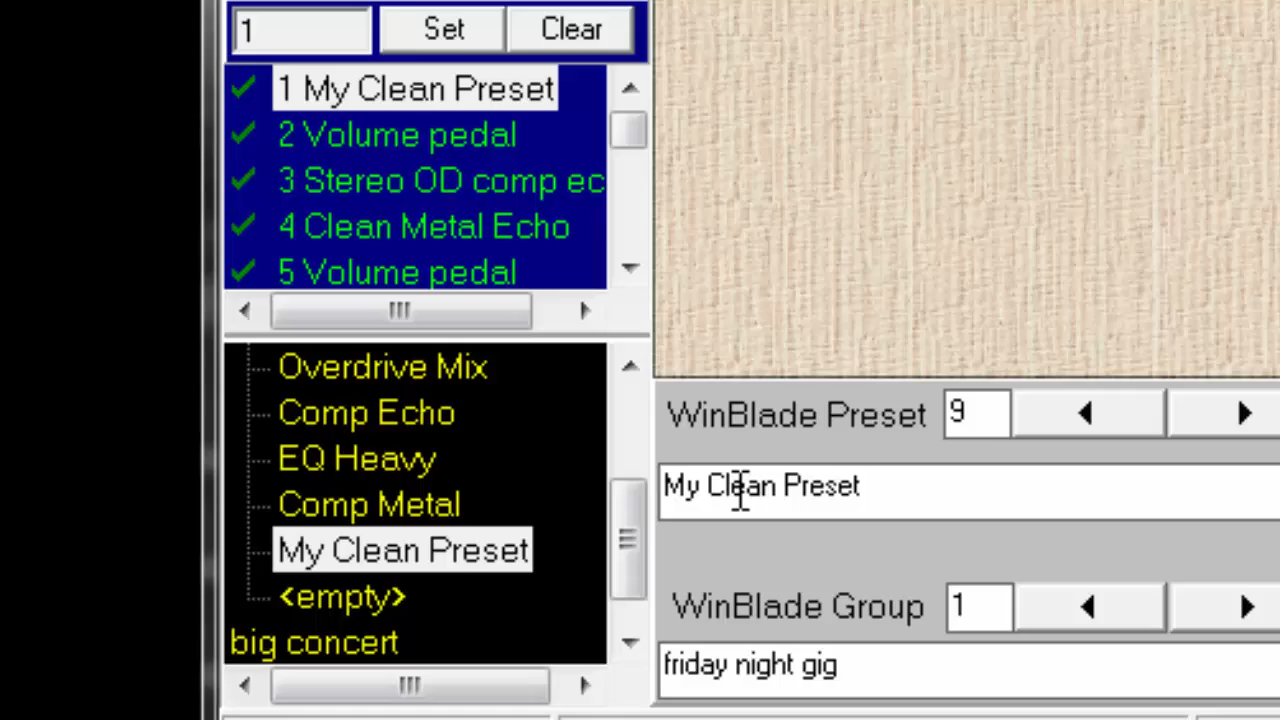 1
Set
Clear
1 My Clean Preset
2 Volume pedal
3 Stereo OD comp ec
4 Clean Metal Echo
5 Volume pedal
Overdrive Mix
Comp Echo
EQ Heavy
Comp Metal
My Clean Preset
<empty>
big concert
WinBlade Preset 9
My Clean Preset
WinBlade Group 1
friday night gig